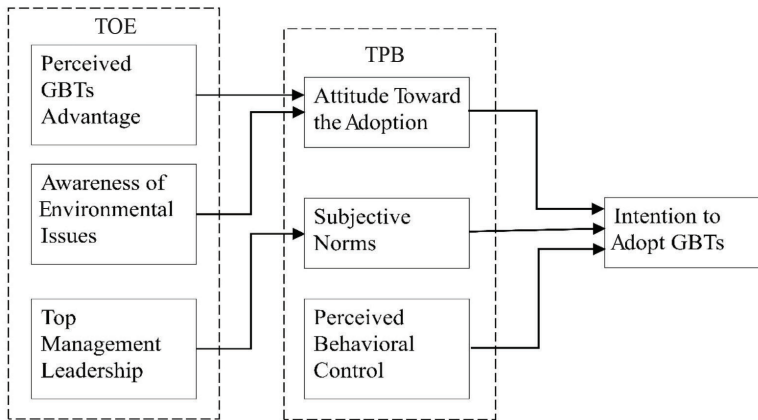 TOE
Perceived
GBTs
Advantage
Awareness of
Environmental
Issues
Top
Management
Leadership
TPB
Attitude Toward
the Adoption
Subjective
Norms
Perceived
Behavioral
Control
Intention to
Adopt GBTs